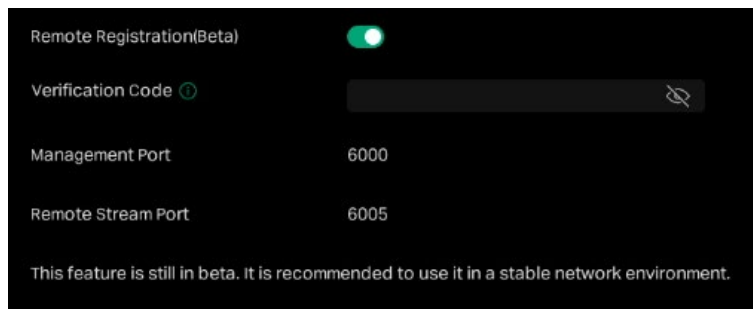 Remote Registration(Beta)
Verification Code
Management Port 6000
Remote Stream Port 6005
This feature is still in beta. It is recommended to use it in a stable network environment.